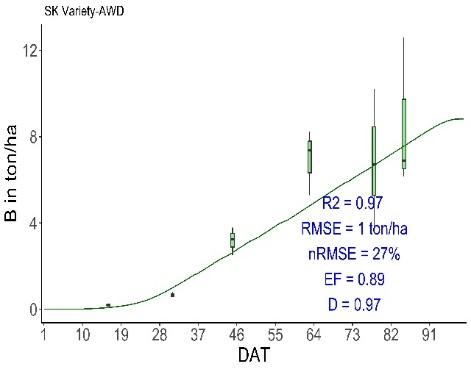 SK Variety-AWD
12
8
4
0
B in ton/ha
R2 = 0.97
RMSE = 1 ton/ha
nRMSE = 27%
EF = 0.89
D = 0.97
1 10 19 28 37 46 55 64 73 82 91
DAT